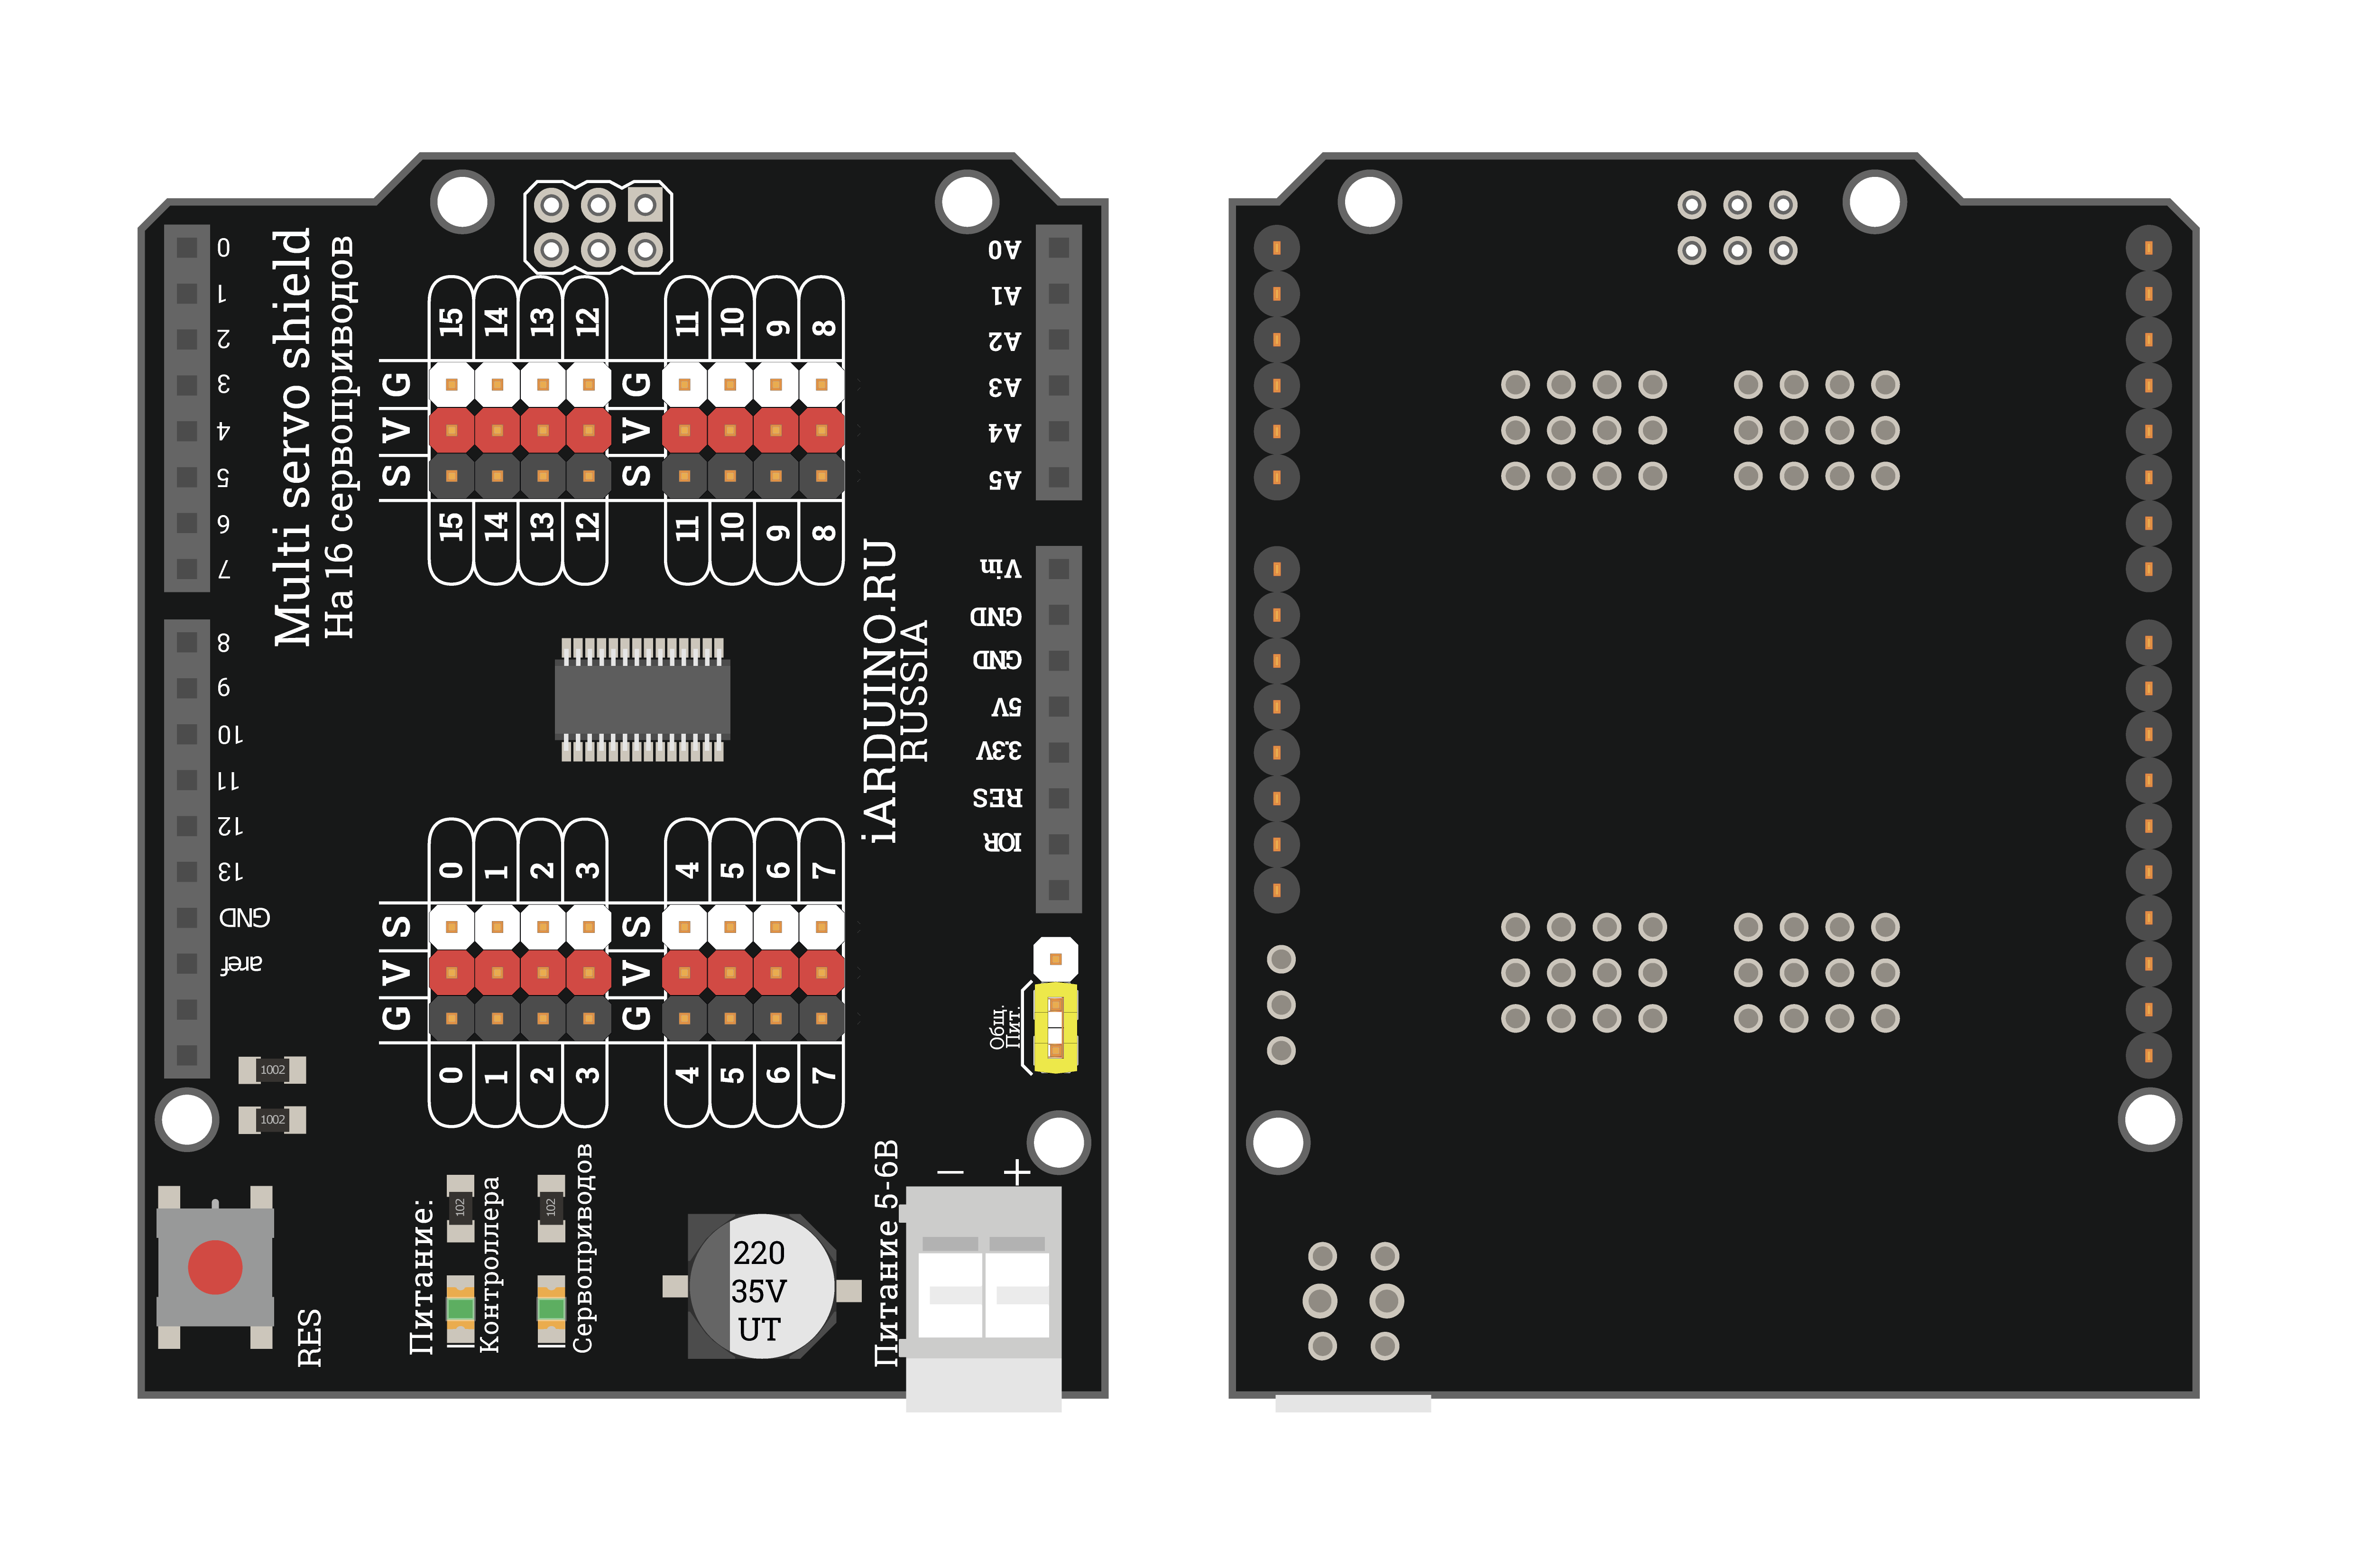 0
1
2
3
4
5
6
7
8
9
10
11
12
13
GND
aref
Multi servo shield
На 16 сервоприводов
15 14 13 12 11 10 9 8
G G
V V
S S
15 14 13 12 11 10 9 8
A0
A1
A2
A3
A4
A5
Vin
GND
GND
5V
3.3V
RES
IOR
iARDUINO.RU
RUSSIA
0 1 2 3 4 5 6 7
S S
V V
G G
0 1 2 3 4 5 6 7
Общ.
Пит.
1002
1002
RES
Питание:
Контроллера
Сервоприводов
102
102
220
35V
UT
Питание 5-6В
− +